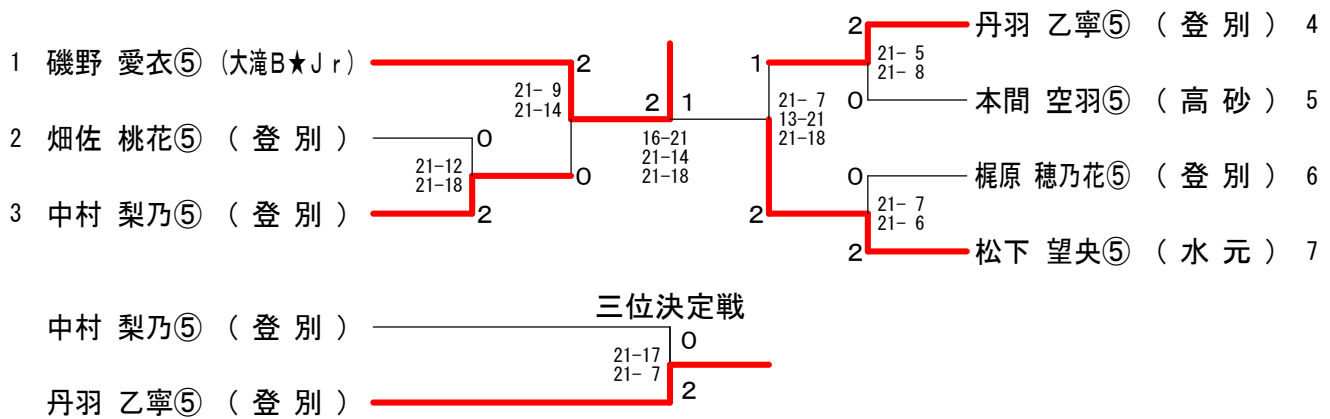 1 磯野 愛衣⑤ (大滝B★Jr)
2 畑佐 桃花⑤ ( 登 別 )
3 中村 梨乃⑤ ( 登 別 )
21-12
21-18
0
2
21- 9
21-14
2
0
2 1
16-21
21-14
21-18
1
2
21- 7
13-21
21-18
2
0
21- 5
21- 8
0
2
21- 7
21- 6
丹羽 乙寧⑤ ( 登 別 ) 4
本間 空羽⑤ ( 高 砂 ) 5
梶原 穂乃花⑤ ( 登 別 ) 6
松下 望央⑤ ( 水 元 ) 7
三位決定戦
中村 梨乃⑤ ( 登 別 )
丹羽 乙寧⑤ ( 登 別 )
21-17
21- 7
0
2